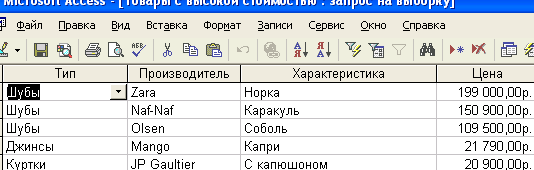 Microsoft Access - [Товары с высокой стоимостью : запрос на выборку]
Файл Правка Вид Вставка Формат Записи Сервис Окно Справка
Тип Производитель Характеристика Цена
Шубы Zara Норка 199 000,00р.
Шубы Naf-Naf Каракуль 150 900,00р.
Шубы Olsen Соболь 109 500,00р.
Джинсы Mango Капри 21 790,00р.
Куртки JP Gaultier С капюшоном 20 900,00р.